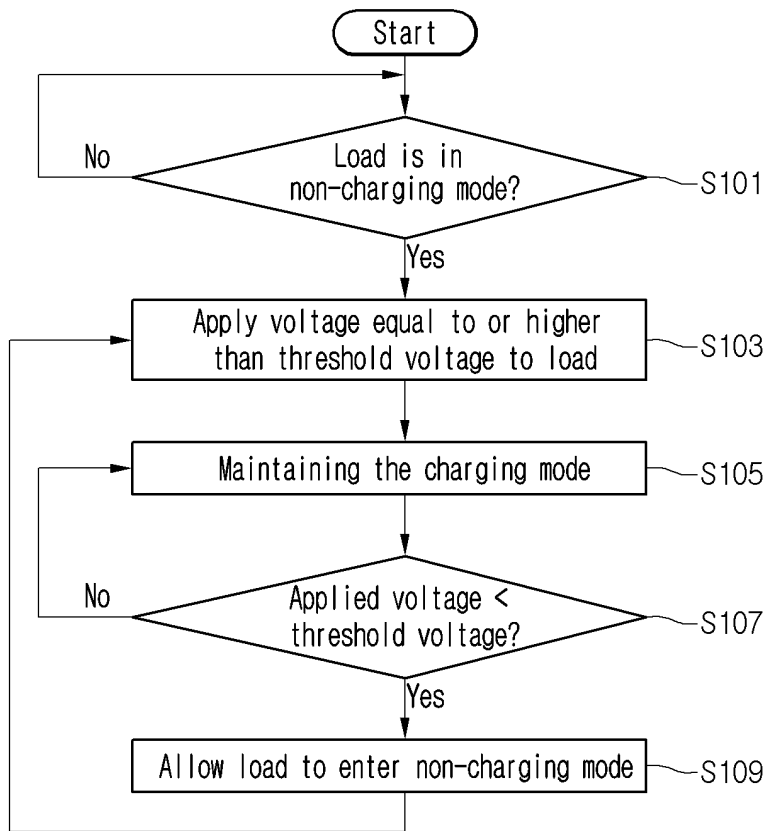 Start
Load is in
non-charging mode?
No
S101
Yes
Apply voltage equal to or higher
than threshold voltage to load
S103
Maintaining the charging mode
S105
Applied voltage <
threshold voltage?
No
S107
Yes
Allow load to enter non-charging mode
S109